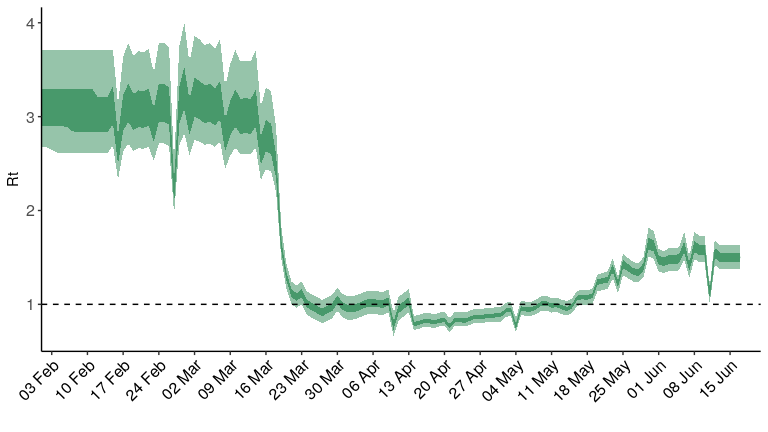 4
3
2
1
Rt
03 Feb
10 Feb
17 Feb
24 Feb
02 Mar
09 Mar
16 Mar
23 Mar
30 Mar
06 Apr
13 Apr
20 Apr
27 Apr
04 May
11 May
18 May
25 May
01 Jun
08 Jun
15 Jun